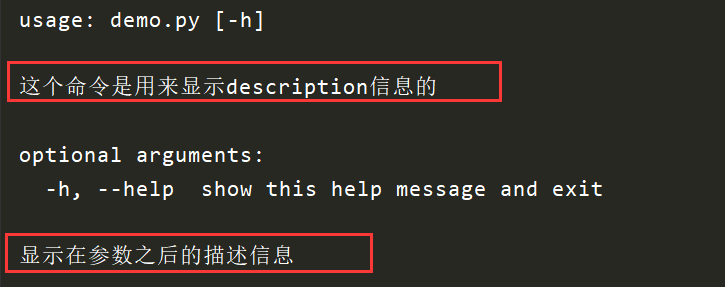 usage: demo.py [-h]
这个命令是用来显示description信息的
optional arguments:
-h, --help  show this help message and exit
显示在参数之后的描述信息